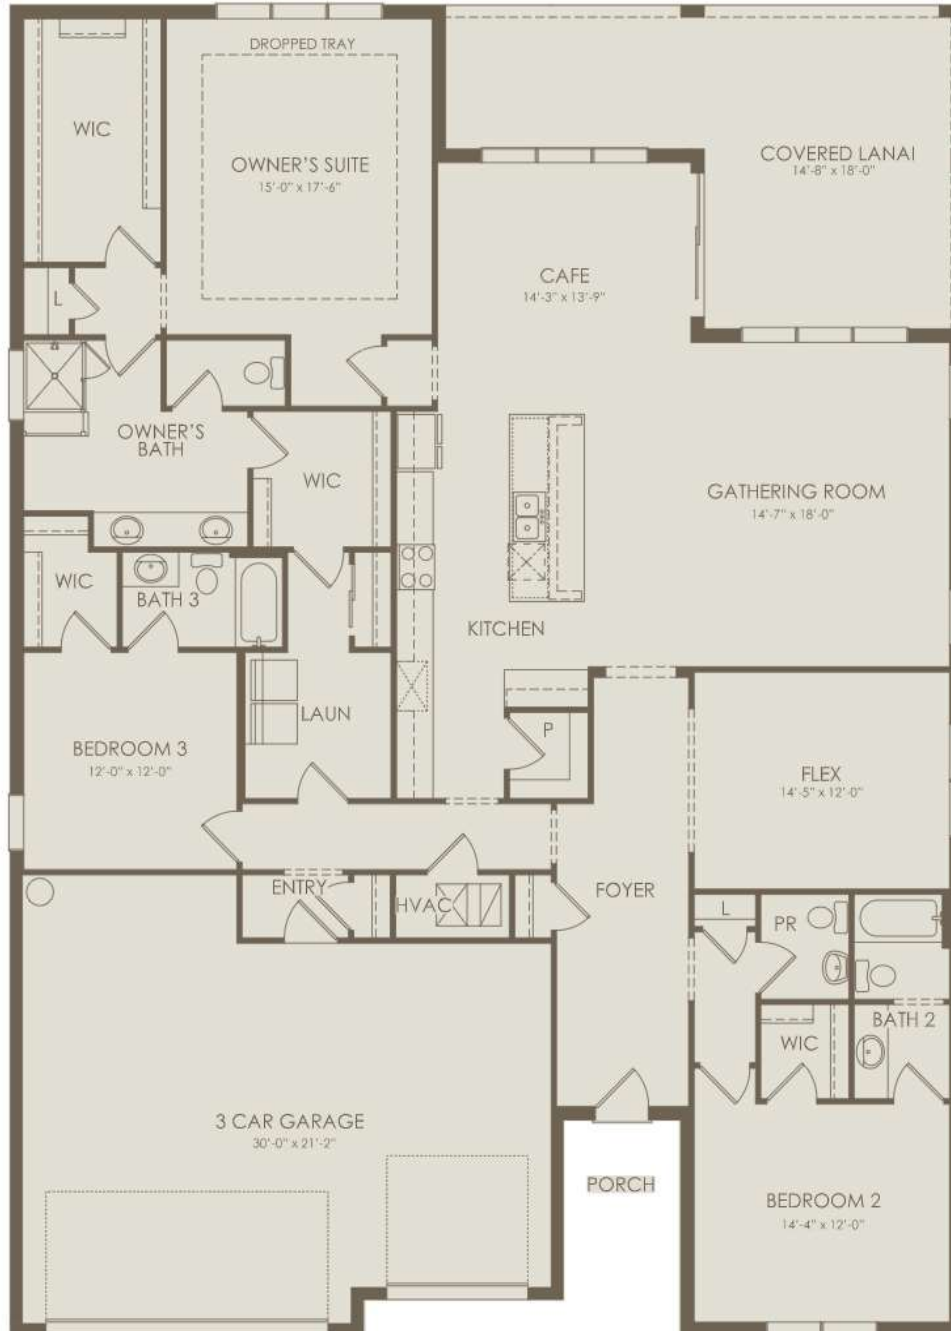 DROPPED TRAY
WIC
OWNER'S SUITE
15'-0" x 17'-6"
COVERED LANAI
14'-8" x 18'-0"
CAFE
14'-3" x 13'-9"
L
OWNER'S
BATH
WIC
GATHERING ROOM
14'-7" x 18'-0"
WIC
BATH 3
KITCHEN
LAUN
P
BEDROOM 3
12'-0" x 12'-0"
FLEX
14'-5" x 12'-0"
ENTRY
HVAC
FOYER
L
PR
BATH 2
WIC
3 CAR GARAGE
30'-0" x 21'-2"
PORCH
BEDROOM 2
14'-4" x 12'-0"